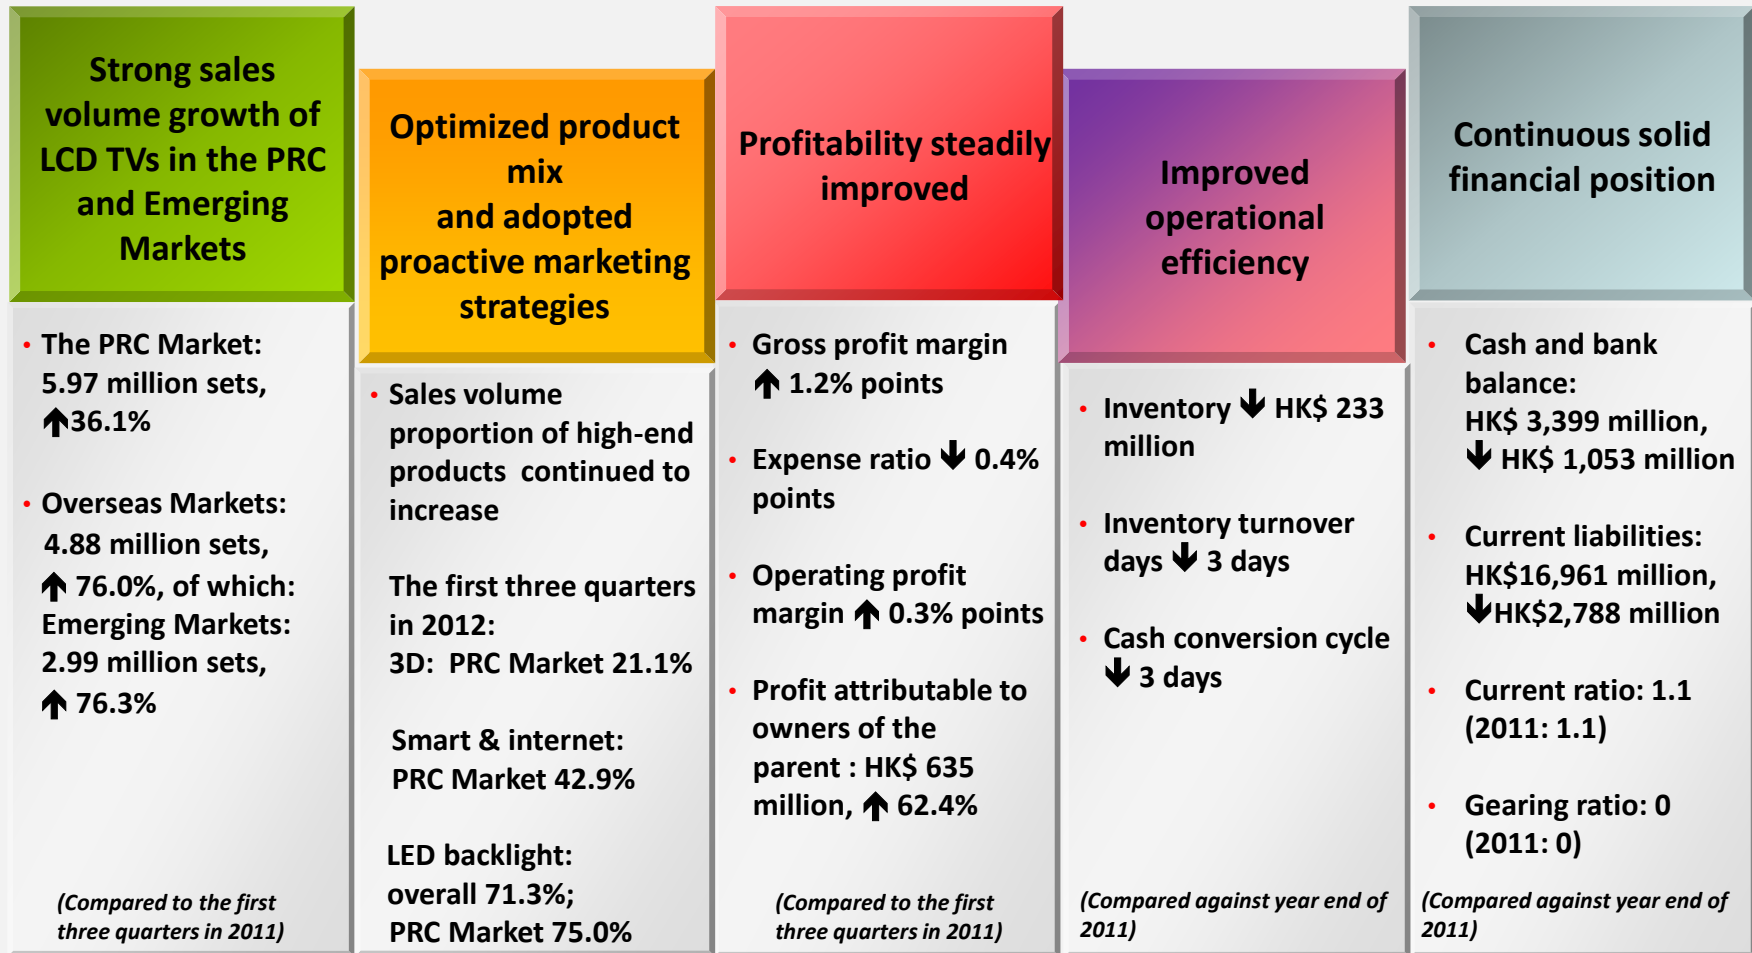 Strong sales
volume growth of
LCD TVs in the PRC
and Emerging
Markets
• The PRC Market:
5.97 million sets,
🡹36.1%
• Overseas Markets:
4.88 million sets,
🡹 76.0%, of which:
Emerging Markets:
2.99 million sets,
🡹 76.3%
(Compared to the first
three quarters in 2011)
Optimized product
mix
and adopted
proactive marketing
strategies
• Sales volume
proportion of high-end
products continued to
increase
The first three quarters
in 2012:
3D: PRC Market 21.1%
Smart & internet:
PRC Market 42.9%
LED backlight:
overall 71.3%;
PRC Market 75.0%
Profitability steadily
improved
• Gross profit margin
🡹 1.2% points
• Expense ratio 🡻 0.4%
points
• Operating profit
margin 🡹 0.3% points
• Profit attributable to
owners of the
parent : HK$ 635
million, 🡹 62.4%
(Compared to the first
three quarters in 2011)
Improved
operational
efficiency
• Inventory 🡻 HK$ 233
million
• Inventory turnover
days 🡻 3 days
• Cash conversion cycle
🡻 3 days
(Compared against year end of
2011)
Continuous solid
financial position
• Cash and bank
balance:
HK$ 3,399 million,
🡻 HK$ 1,053 million
• Current liabilities:
HK$16,961 million,
🡻HK$2,788 million
• Current ratio: 1.1
(2011: 1.1)
• Gearing ratio: 0
(2011: 0)
(Compared against year end of
2011)